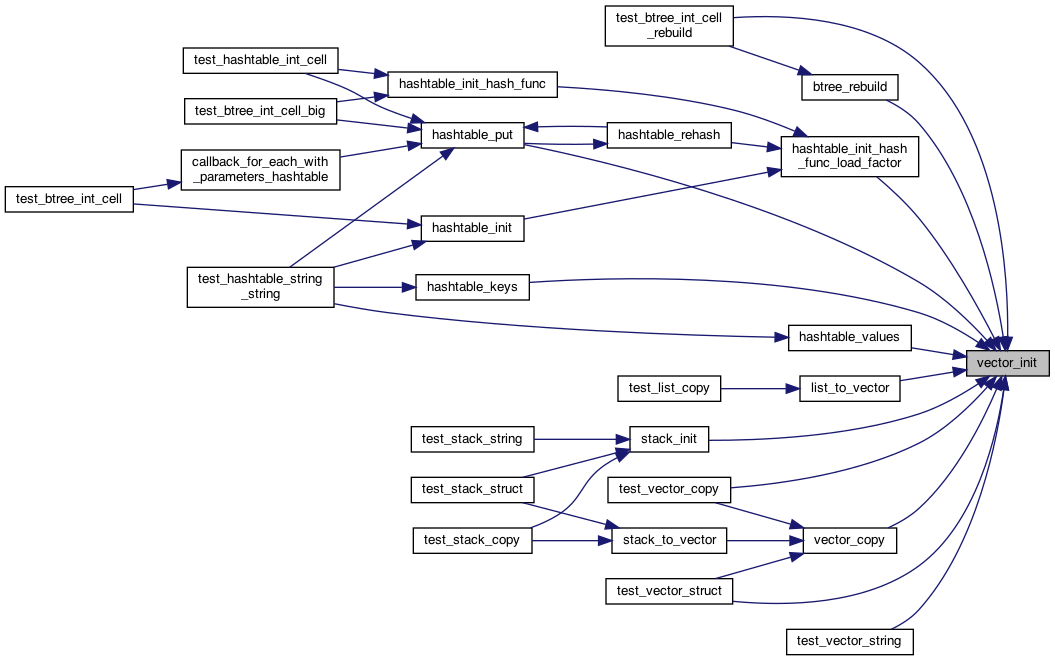 test_btree_int_cell
_rebuild
test_hashtable_int_cell
hashtable_init_hash_func
btree_rebuild
test_btree_int_cell_big
hashtable_put
hashtable_rehash
hashtable_init_hash
_func_load_factor
callback_for_each_with
_parameters_hashtable
test_btree_int_cell
hashtable_init
test_hashtable_string
_string
hashtable_keys
hashtable_values
vector_init
test_list_copy
list_to_vector
test_stack_string
stack_init
test_stack_struct
test_vector_copy
test_stack_copy
stack_to_vector
vector_copy
test_vector_struct
test_vector_string